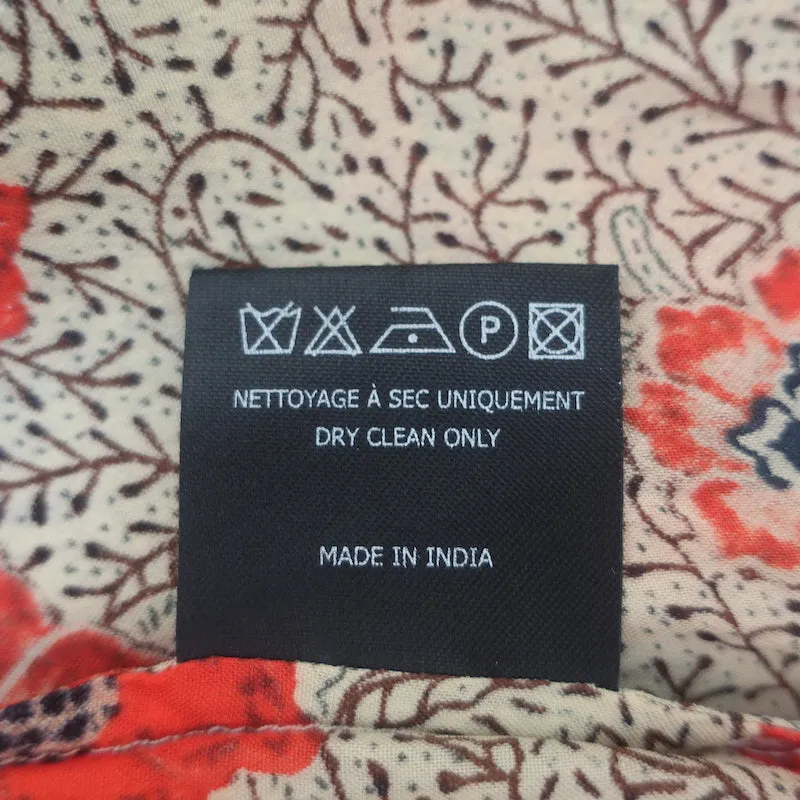 P
NETTOYAGE À SEC UNIQUEMENT
DRY CLEAN ONLY
MADE IN INDIA